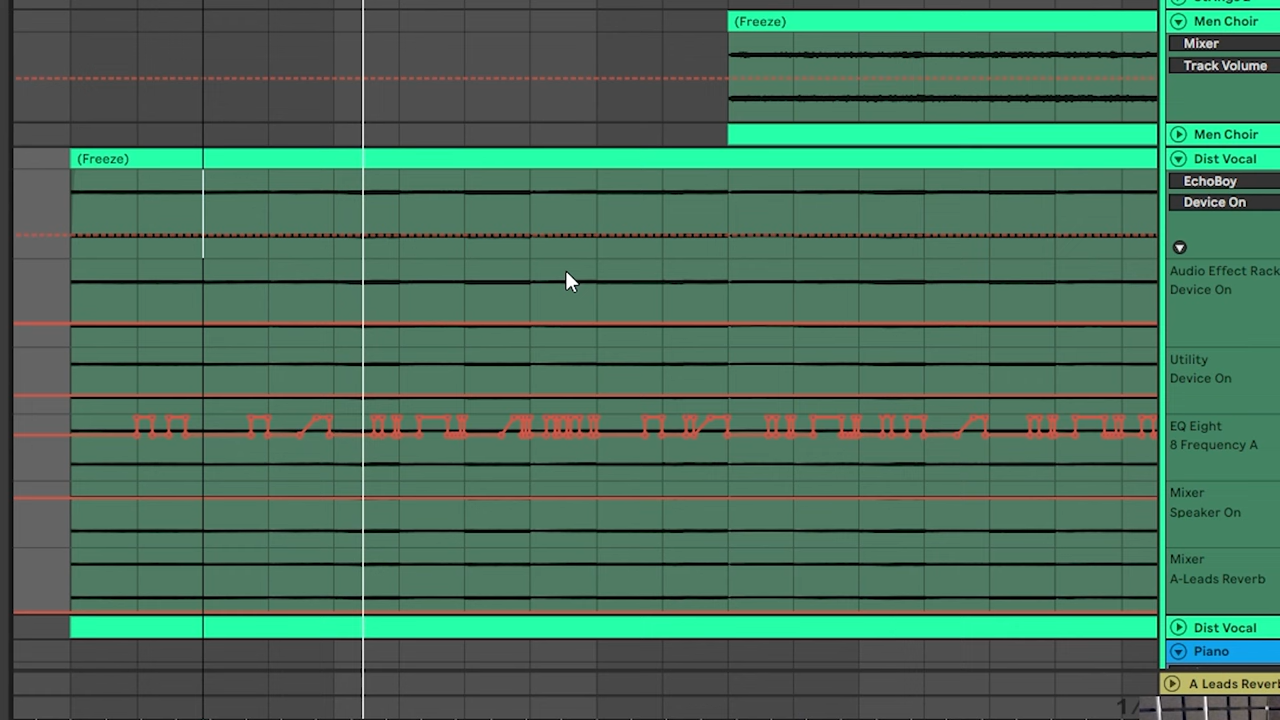 (Freeze)
Men Choir
Mixer
Track Volume
Men Choir
(Freeze)
Dist Vocal
EchoBoy
Device On
Audio Effect Rack
Device On
Utility
Device On
EQ Eight
8 Frequency A
Mixer
Speaker On
Mixer
A-Leads Reverb
Dist Vocal
Piano
A Leads Reverb
1/